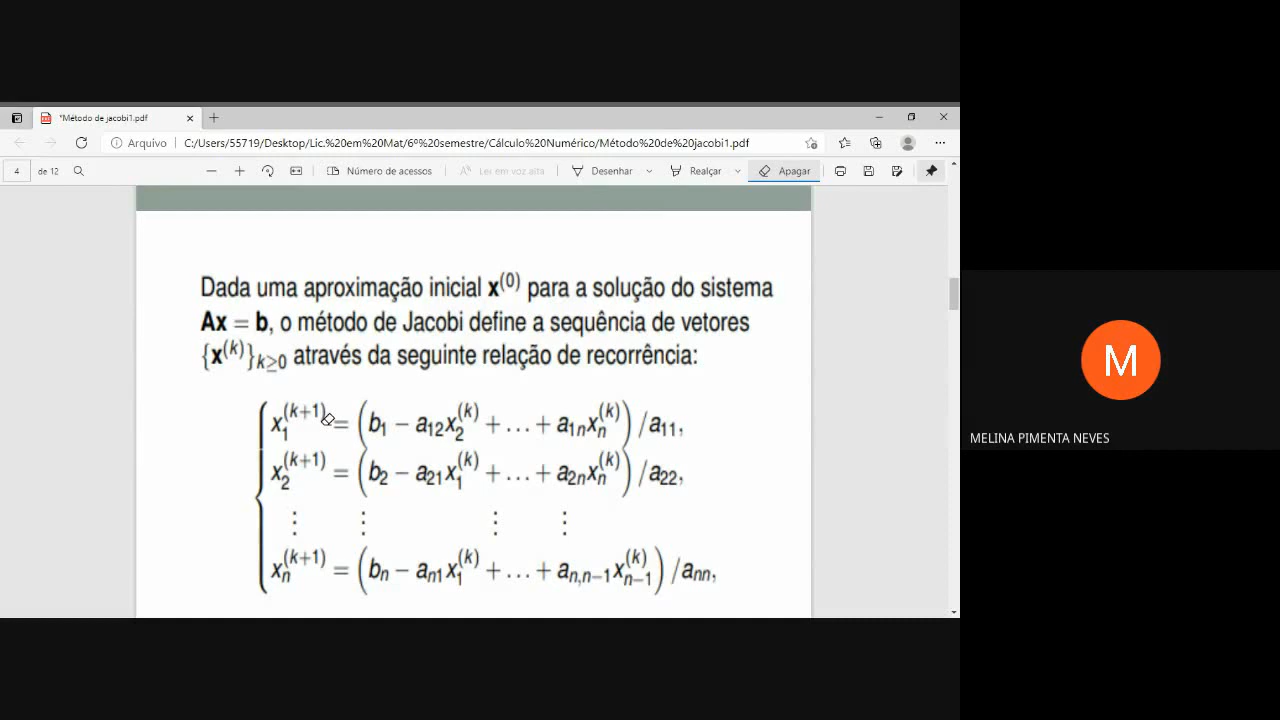 *Método de jacobi1.pdf
Arquivo C:/Users/55719/Desktop/Lic.%20em%20Mat/6º%20semestre/Cálculo%20Numérico/Método%20de%20jacobi1.pdf
4 de 12 Número de acessos Ler em voz alta Desenhar Realçar Apagar
Dada uma aproximação inicial x^(0) para a solução do sistema
Ax = b, o método de Jacobi define a sequência de vetores
{x^(k)}_{k≥0} através da seguinte relação de recorrência:
x_1^(k+1) = (b_1 − a_12 x_2^(k) + … + a_1n x_n^(k)) / a_11,
x_2^(k+1) = (b_2 − a_21 x_1^(k) + … + a_2n x_n^(k)) / a_22,
⋮ ⋮ ⋮ ⋮
x_n^(k+1) = (b_n − a_n1 x_1^(k) + … + a_{n,n−1} x_{n−1}^(k)) / a_nn,
M
MELINA PIMENTA NEVES